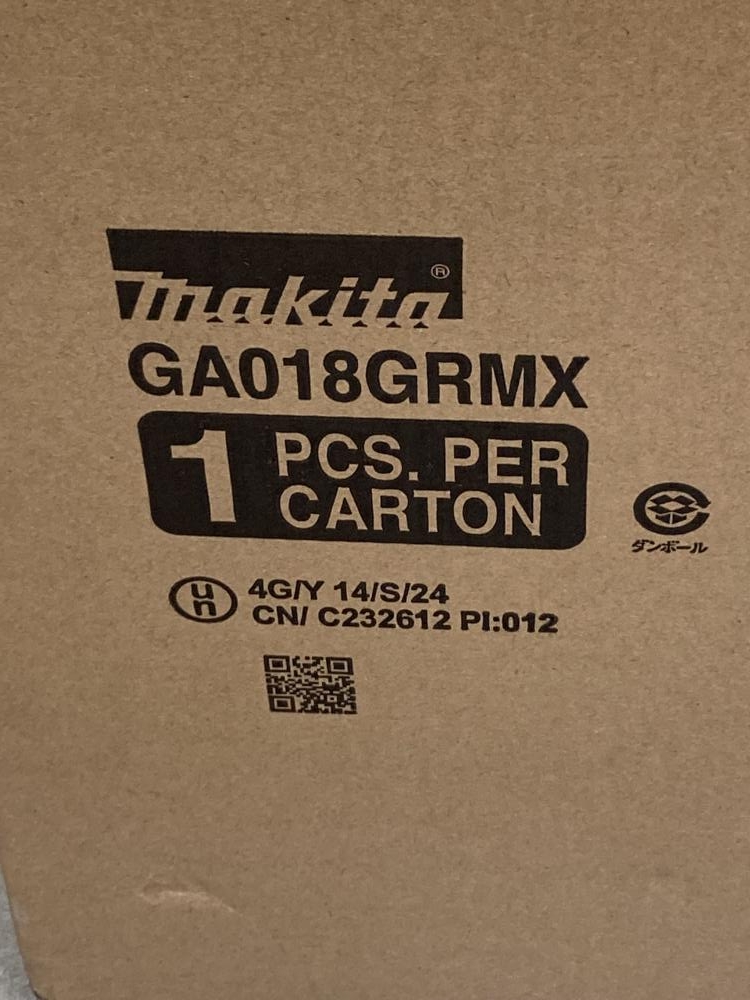 makita®
GA018GRMX
1 PCS. PER
CARTON
ダンボール
un 4G/Y 14/S/24
CN/ C232612 PI:012